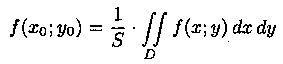 f(x₀; y₀) = 1/S · ∬_D f(x; y) dx dy